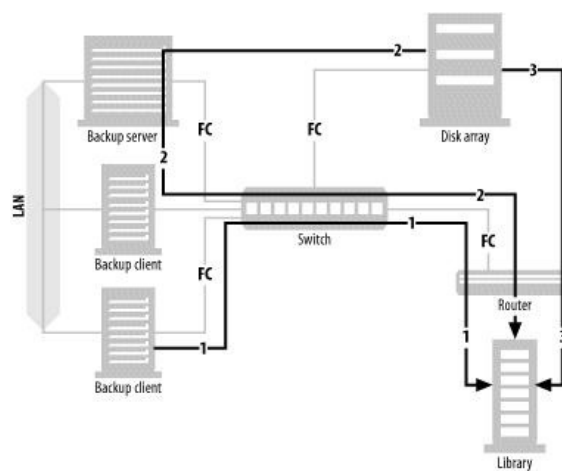 2
3
Backup server
FC
FC
Disk array
2
LAN
2
Switch
1
Backup client
FC
FC
Router
1
Backup client
1
3
Library